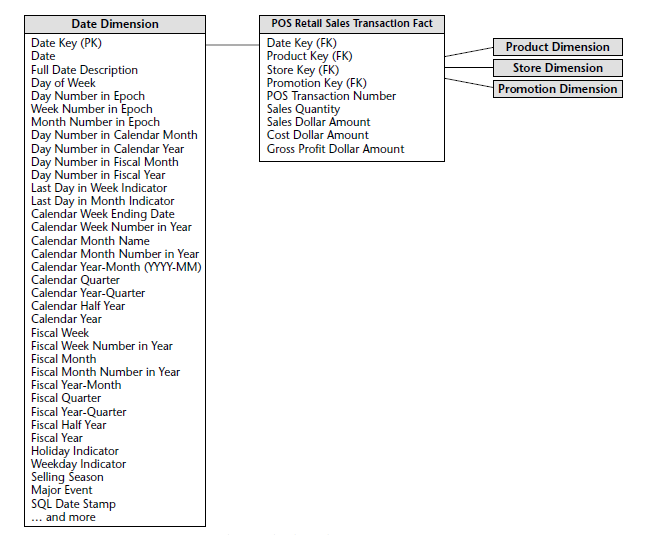 Date Dimension
Date Key (PK)
Date
Full Date Description
Day of Week
Day Number in Epoch
Week Number in Epoch
Month Number in Epoch
Day Number in Calendar Month
Day Number in Calendar Year
Day Number in Fiscal Month
Day Number in Fiscal Year
Last Day in Week Indicator
Last Day in Month Indicator
Calendar Week Ending Date
Calendar Week Number in Year
Calendar Month Name
Calendar Month Number in Year
Calendar Year-Month (YYYY-MM)
Calendar Quarter
Calendar Year-Quarter
Calendar Half Year
Calendar Year
Fiscal Week
Fiscal Week Number in Year
Fiscal Month
Fiscal Month Number in Year
Fiscal Year-Month
Fiscal Quarter
Fiscal Year-Quarter
Fiscal Half Year
Fiscal Year
Holiday Indicator
Weekday Indicator
Selling Season
Major Event
SQL Date Stamp
... and more
POS Retail Sales Transaction Fact
Date Key (FK)
Product Key (FK)
Store Key (FK)
Promotion Key (FK)
POS Transaction Number
Sales Quantity
Sales Dollar Amount
Cost Dollar Amount
Gross Profit Dollar Amount
Product Dimension
Store Dimension
Promotion Dimension